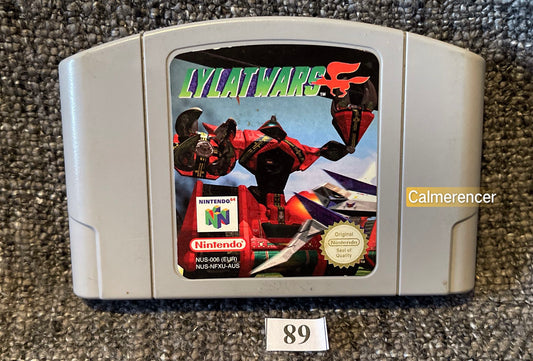 LYLATWARS
Calmerencer
NINTENDO 64
Nintendo
NUS-006 (EUR)
NUS-NFXU-AUS
Original
Nintendo
Seal of
Quality
89